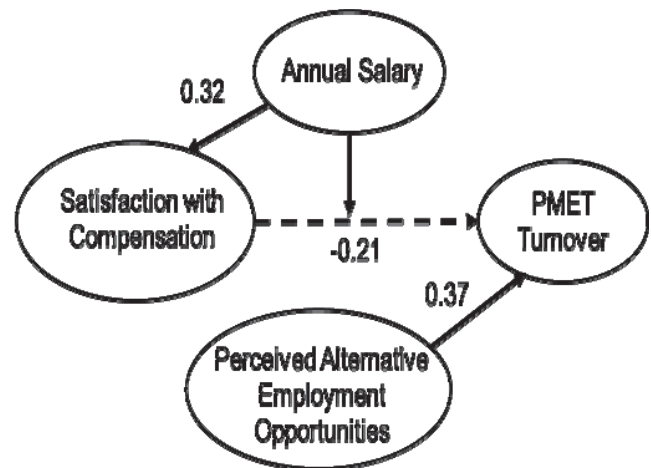 Annual Salary
0.32
Satisfaction with
Compensation
-0.21
PMET
Turnover
0.37
Perceived Alternative
Employment
Opportunities